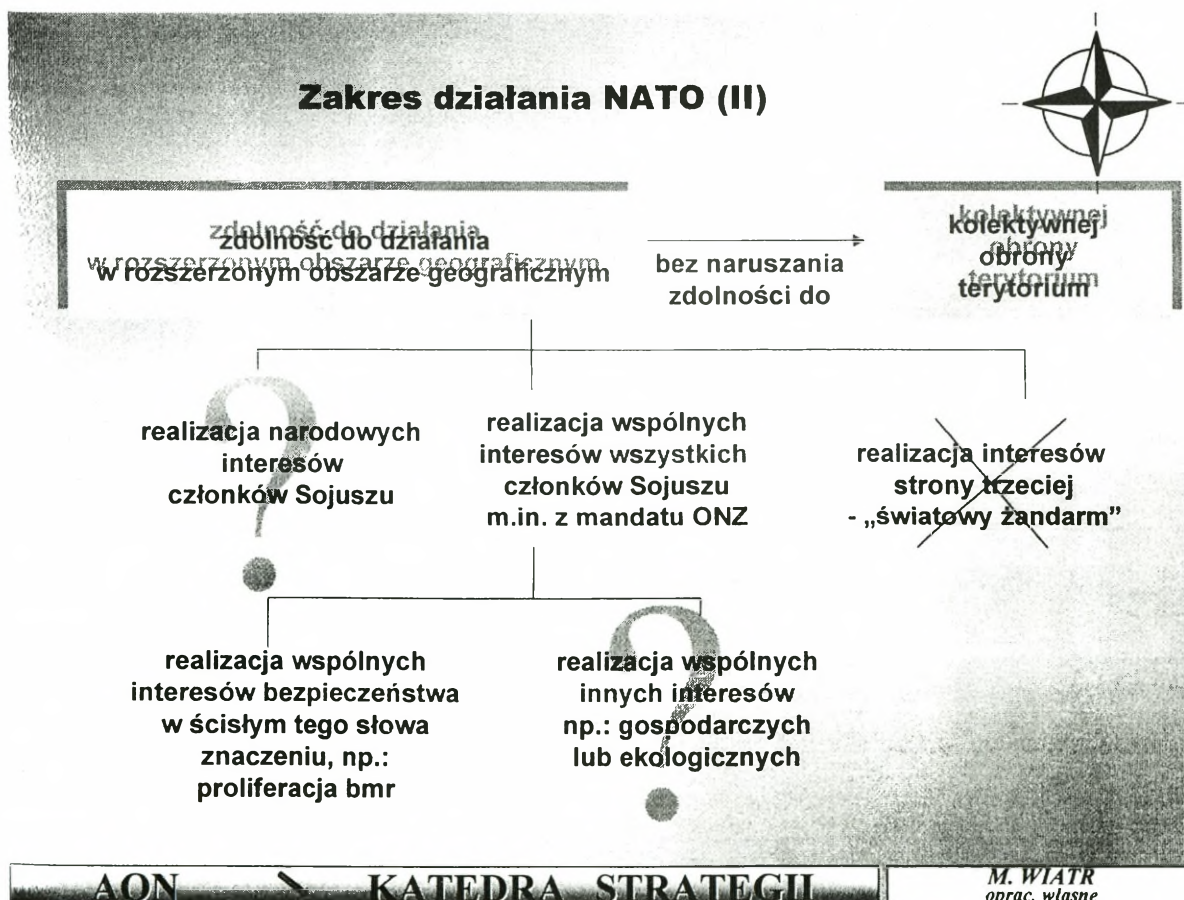 Zakres działania NATO (II)
zdolność do działania
w rozszerzonym obszarze geograficznym
bez naruszania
zdolności do
kolektywnej
obrony
terytorium
realizacja narodowych
interesów
członków Sojuszu
realizacja wspólnych
interesów wszystkich
członków Sojuszu
m.in. z mandatu ONZ
realizacja interesów
strony trzeciej
- „światowy żandarm”
?
realizacja wspólnych
interesów bezpieczeństwa
w ścisłym tego słowa
znaczeniu, np.:
proliferacja bmr
realizacja wspólnych
innych interesów
np.: gospodarczych
lub ekologicznych
?
AON KATEDRA STRATEGII
M. WIATR
oprac. własne